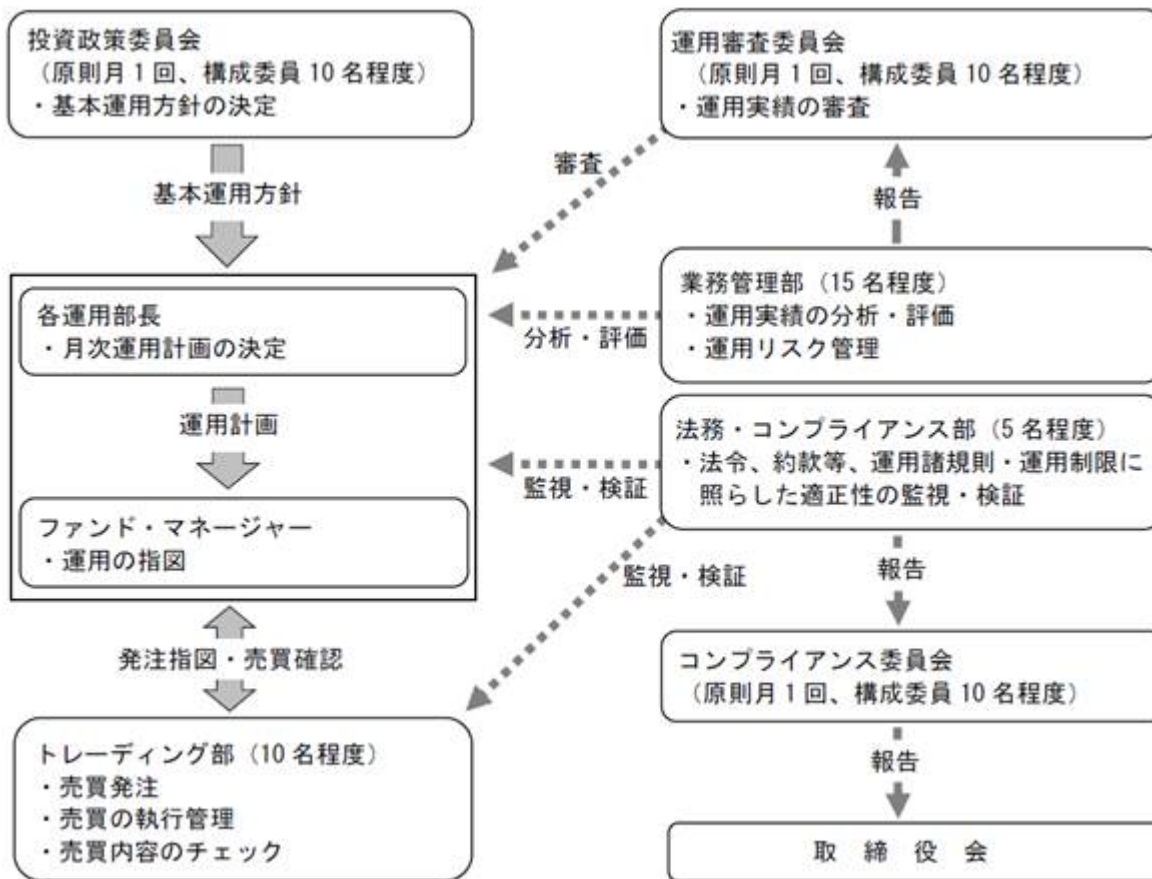 投資政策委員会
（原則月1回、構成委員10名程度）
・基本運用方針の決定
基本運用方針
各運用部長
・月次運用計画の決定
運用計画
ファンド・マネージャー
・運用の指図
発注指図・売買確認
トレーディング部（10名程度）
・売買発注
・売買の執行管理
・売買内容のチェック
運用審査委員会
（原則月1回、構成委員10名程度）
・運用実績の審査
審査
報告
業務管理部（15名程度）
・運用実績の分析・評価
・運用リスク管理
分析・評価
法務・コンプライアンス部（5名程度）
・法令、約款等、運用諸規則・運用制限に
照らした適正性の監視・検証
監視・検証
監視・検証
報告
コンプライアンス委員会
（原則月1回、構成委員10名程度）
報告
取締役会